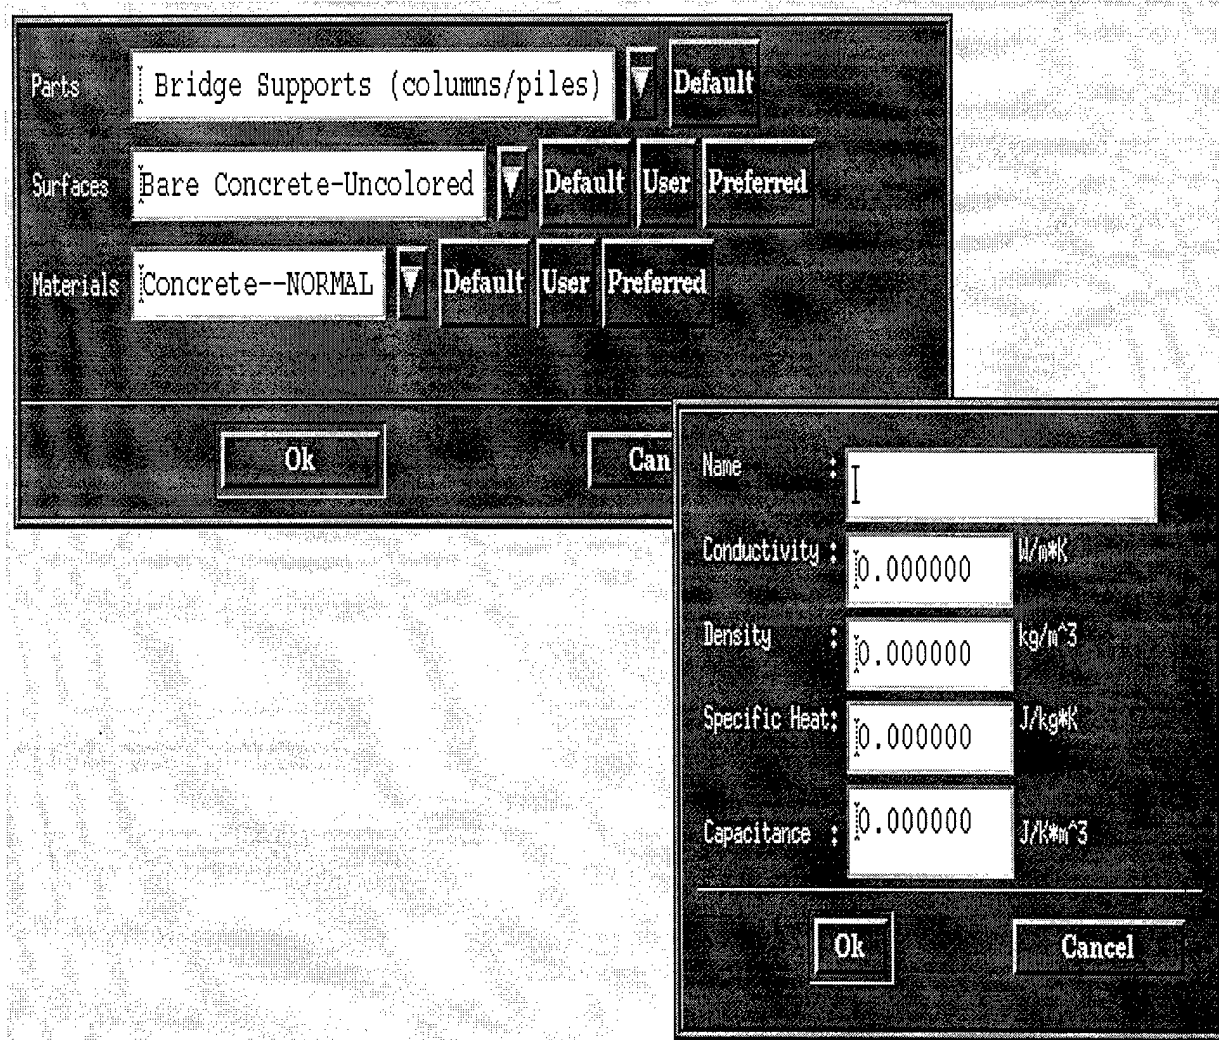 Parts Bridge Supports (columns/piles) Default
Surfaces Bare Concrete-Uncolored Default User Preferred
Materials Concrete--NORMAL Default User Preferred
Ok Can
Name :
Conductivity : 0.000000 W/m*K
Density : 0.000000 kg/m^3
Specific Heat: 0.000000 J/kg*K
Capacitance : 0.000000 J/K*m^3
Ok Cancel